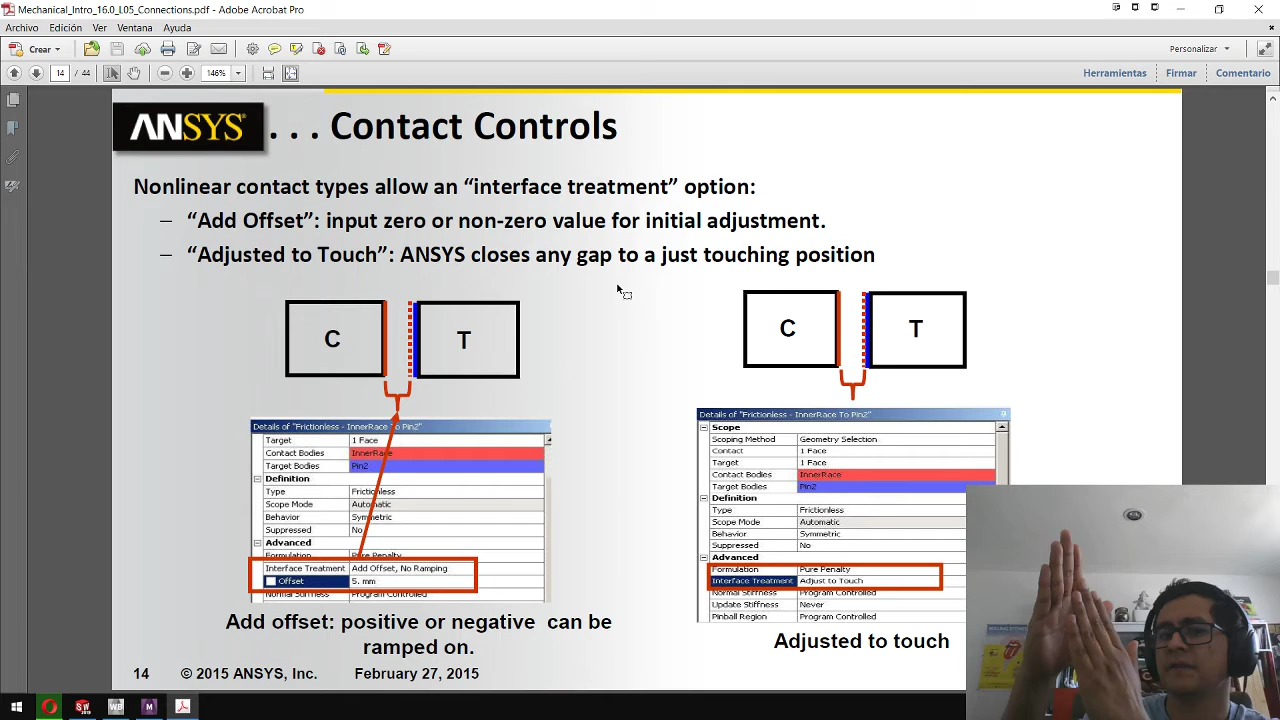 Mechanical_Intro_16.0_L05_Connections.pdf - Adobe Acrobat Pro
Archivo Edición Ver Ventana Ayuda
Crear Personalizar
14 / 44 146% Herramientas Firmar Comentario
ANSYS . . . Contact Controls
Nonlinear contact types allow an “interface treatment” option:
– “Add Offset”: input zero or non-zero value for initial adjustment.
– “Adjusted to Touch”: ANSYS closes any gap to a just touching position
C T
C T
Details of "Frictionless - InnerRace To Pin2"
Target 1 Face
Contact Bodies InnerRace
Target Bodies Pin2
Definition
Type Frictionless
Scope Mode Automatic
Behavior Symmetric
Suppressed No
Advanced
Formulation Pure Penalty
Interface Treatment Add Offset, No Ramping
Offset 5. mm
Normal Stiffness Program Controlled
Add offset: positive or negative can be
ramped on.
Details of "Frictionless - InnerRace To Pin2"
Scope
Scoping Method Geometry Selection
Contact 1 Face
Target 1 Face
Contact Bodies InnerRace
Target Bodies Pin2
Definition
Type Frictionless
Scope Mode Automatic
Behavior Symmetric
Suppressed No
Advanced
Formulation Pure Penalty
Interface Treatment Adjust to Touch
Normal Stiffness Program Controlled
Update Stiffness Never
Pinball Region Program Controlled
Adjusted to touch
14 © 2015 ANSYS, Inc. February 27, 2015